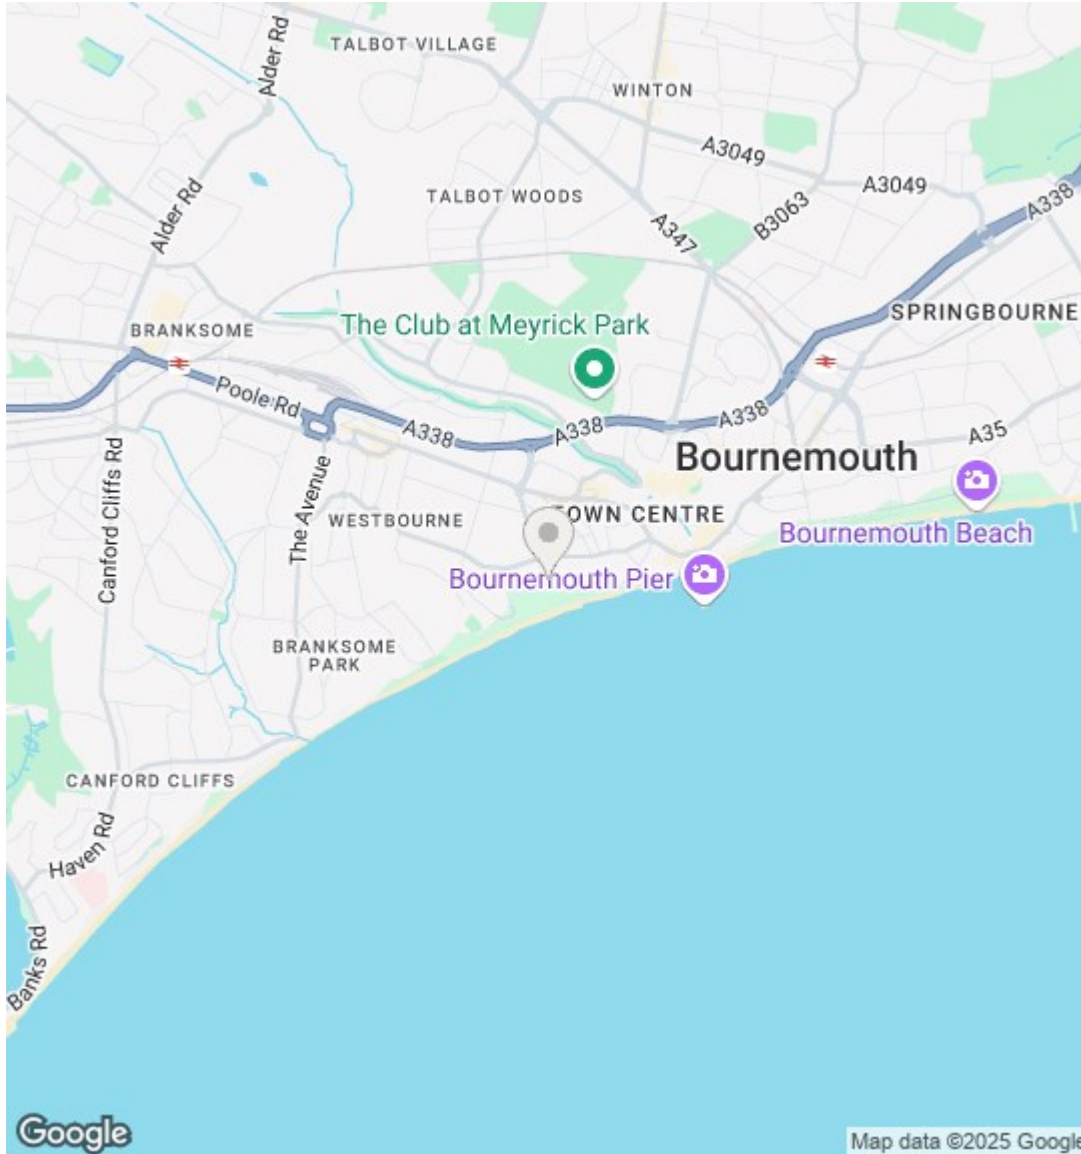 Alder Rd
TALBOT VILLAGE
WINTON
A3049
A3049
Alder Rd
TALBOT WOODS
A347
B3063
A338
BRANKSOME
The Club at Meyrick Park
SPRINGBOURNE
Poole Rd
A338
A338
A338
A35
Canford Cliffs Rd
The Avenue
WESTBOURNE
Bournemouth
TOWN CENTRE
Bournemouth Beach
Bournemouth Pier
BRANKSOME
PARK
CANFORD CLIFFS
Haven Rd
Banks Rd
Google
Map data ©2025 Google